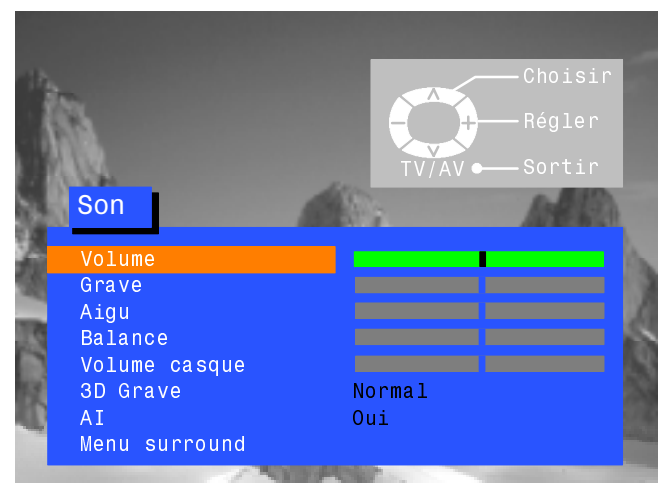 Choisir
Régler
TV/AV Sortir
Son
Volume
Grave
Aigu
Balance
Volume casque
3D Grave Normal
AI Oui
Menu surround